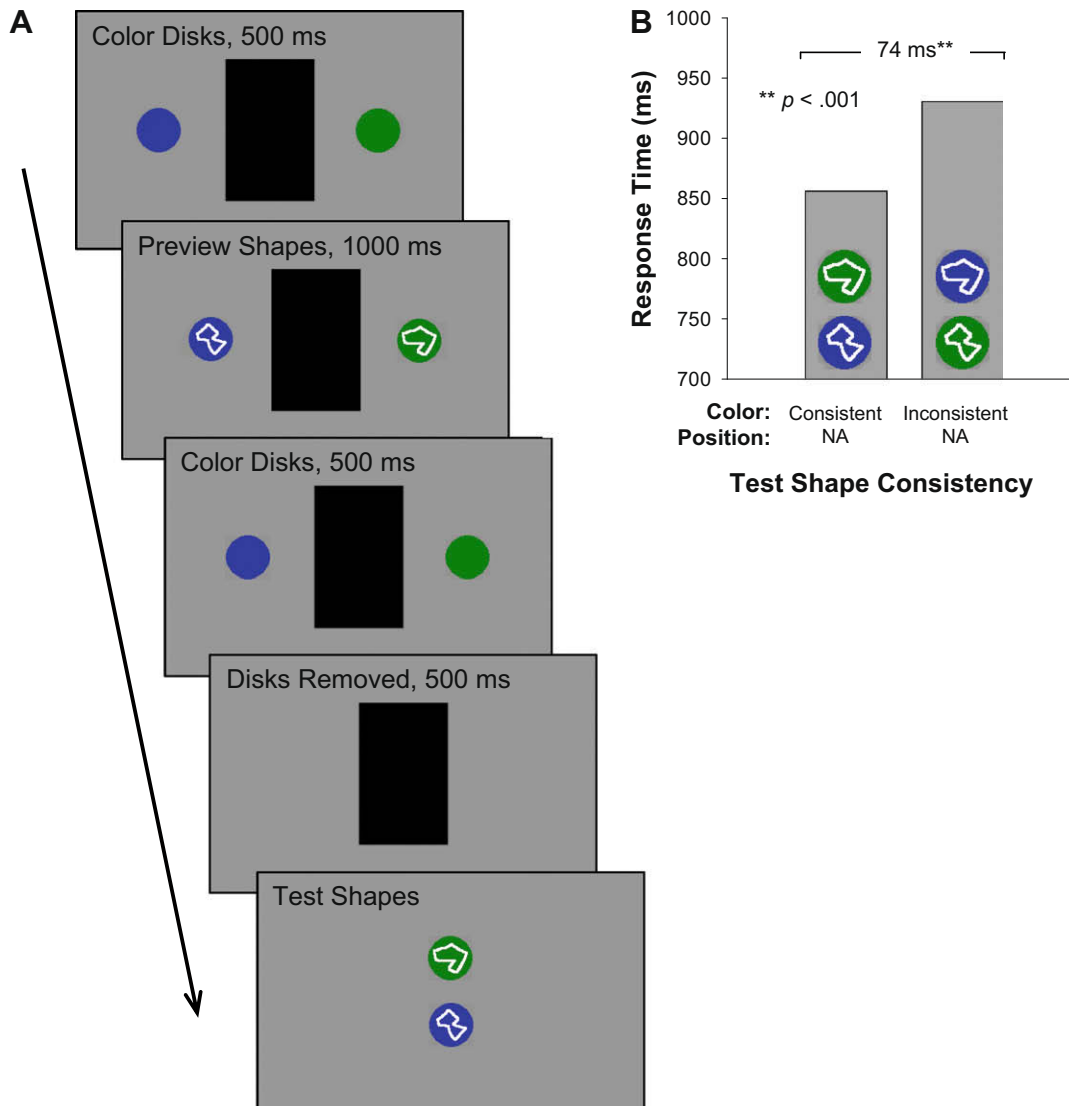 A
Color Disks, 500 ms
Preview Shapes, 1000 ms
Color Disks, 500 ms
Disks Removed, 500 ms
Test Shapes
B
Response Time (ms)
1000
950
900
850
800
750
700
74 ms**
** p < .001
Color: Consistent Inconsistent
Position: NA NA
Test Shape Consistency